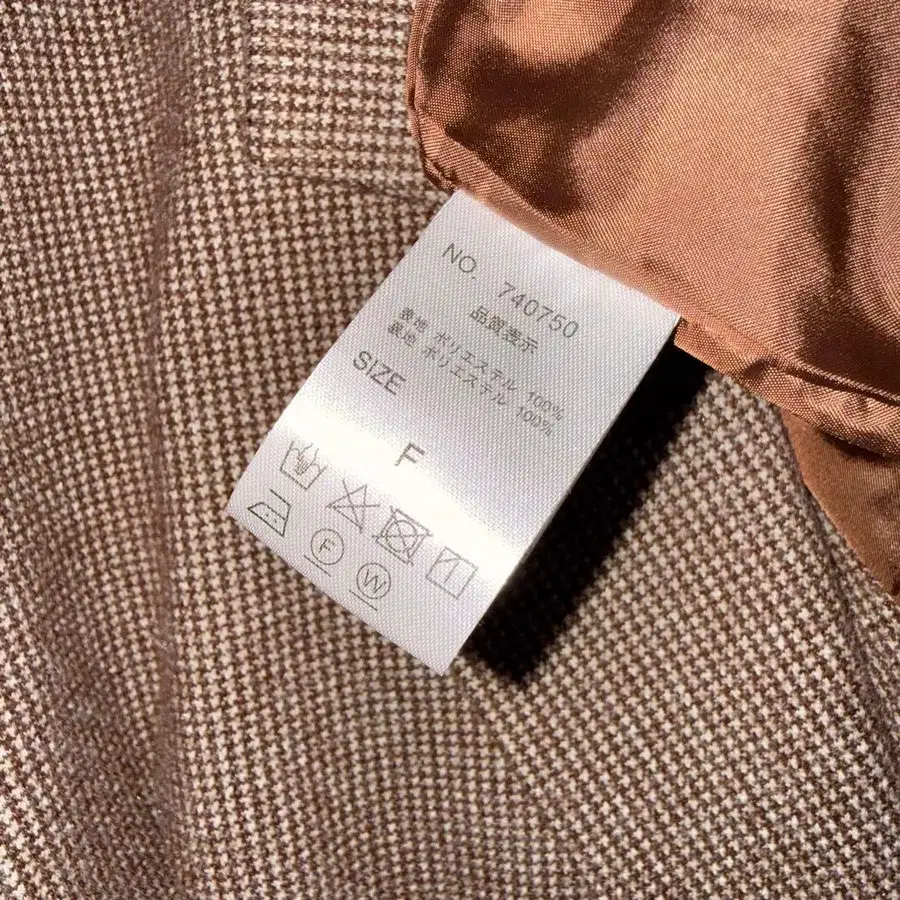 NO. 740750
品質表示
表地 ポリエステル 100%
裏地 ポリエステル 100%
SIZE
F
F
W